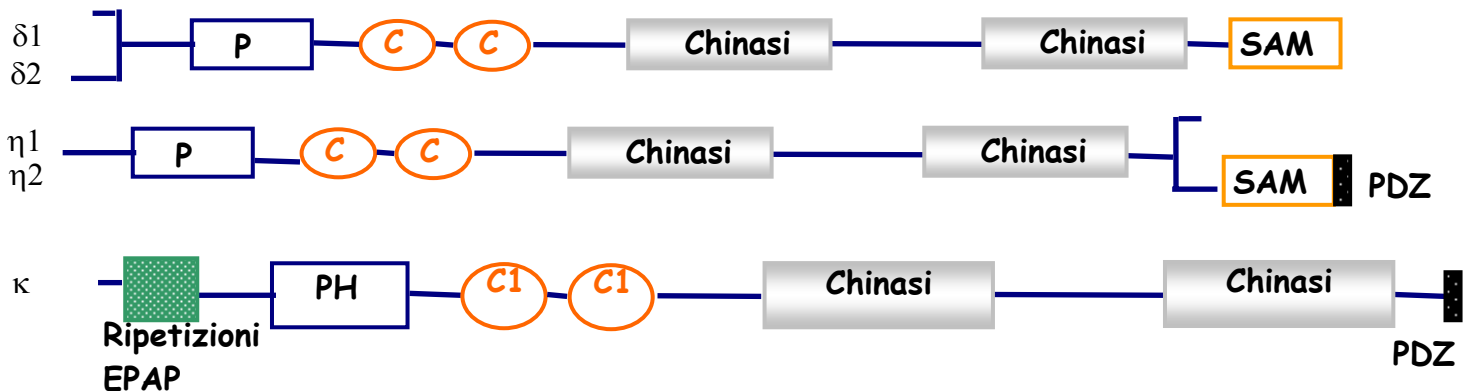 δ1
δ2
P C C Chinasi Chinasi SAM
η1
η2
P C C Chinasi Chinasi SAM PDZ
κ
PH C1 C1 Chinasi Chinasi
Ripetizioni
EPAP
PDZ